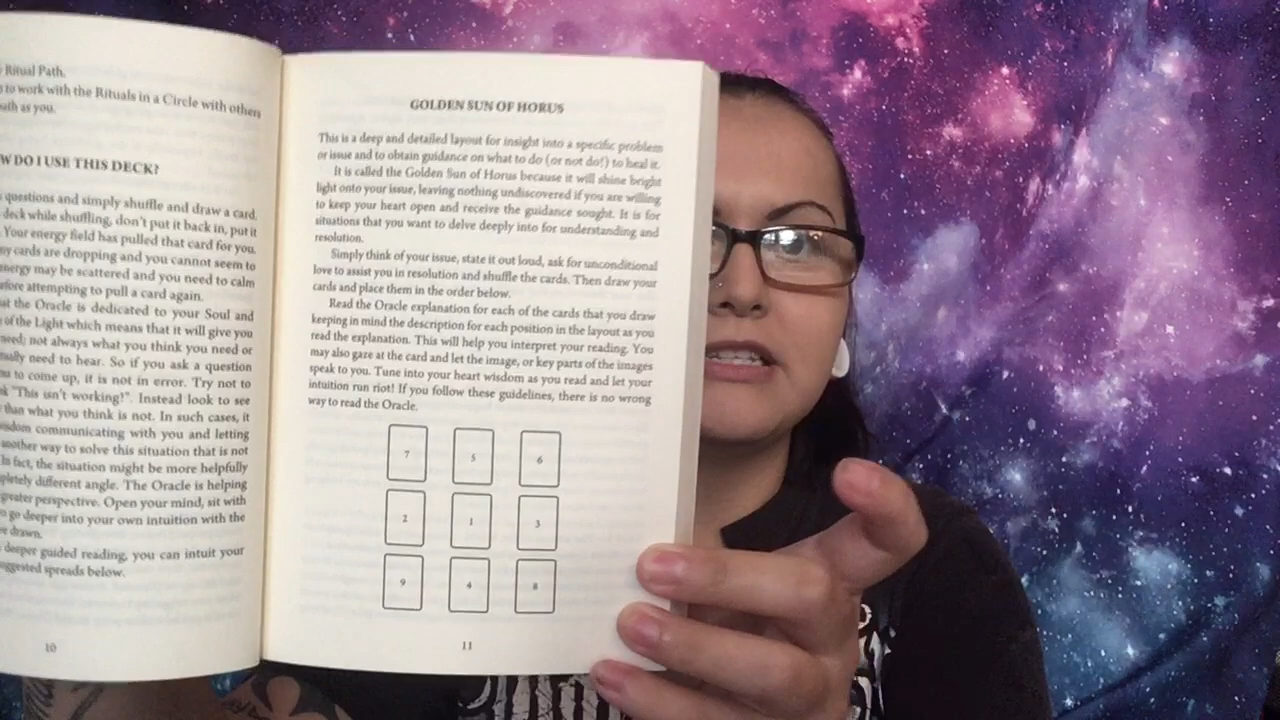 Ritual Path.
to work with the Rituals in a Circle with others
as you.
DO I USE THIS DECK?
questions and simply shuffle and draw a card.
deck while shuffling, don't put it back in, put it
Your energy field has pulled that card for you.
cards are dropping and you cannot seem to
energy may be scattered and you need to calm
before attempting to pull a card again.
the Oracle is dedicated to your Soul and
of the Light which means that it will give you
need; not always what you think you need or
need to hear. So if you ask a question
to come up, it is not in error. Try not to
"This isn't working!". Instead look to see
than what you think is not. In such cases, it
communicating with you and letting
another way to solve this situation that is not
In fact, the situation might be more helpfully
different angle. The Oracle is helping
greater perspective. Open your mind, sit with
go deeper into your own intuition with the
drawn.
deeper guided reading, you can intuit your
suggested spreads below.
10
GOLDEN SUN OF HORUS
This is a deep and detailed layout for insight into a specific problem
or issue and to obtain guidance on what to do (or not do!) to heal it.
It is called the Golden Sun of Horus because it will shine bright
light onto your issue, leaving nothing undiscovered if you are willing
to keep your heart open and receive the guidance sought. It is for
situations that you want to delve deeply into for understanding and
resolution.
Simply think of your issue, state it out loud, ask for unconditional
love to assist you in resolution and shuffle the cards. Then draw your
cards and place them in the order below.
Read the Oracle explanation for each of the cards that you draw
keeping in mind the description for each position in the layout as you
read the explanation. This will help you interpret your reading. You
may also gaze at the card and let the image, or key parts of the images
speak to you. Tune into your heart wisdom as you read and let your
intuition run riot! If you follow these guidelines, there is no wrong
way to read the Oracle.
7 5 6
2 1 3
9 4 8
11